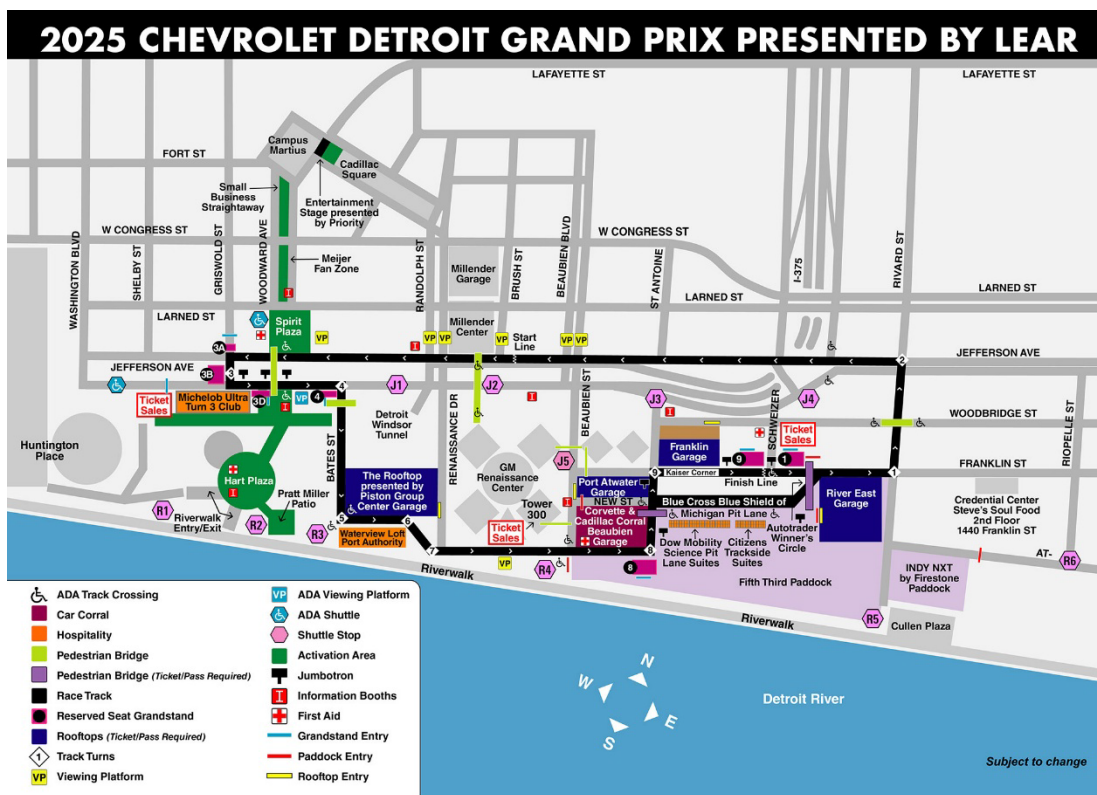 2025 CHEVROLET DETROIT GRAND PRIX PRESENTED BY LEAR
LAFAYETTE ST
LAFAYETTE ST
Campus
Martius
FORT ST
Cadillac
Square
Small
Business
Straightaway
Entertainment
Stage presented
by Priority
W CONGRESS ST
W CONGRESS ST
WASHINGTON BLVD
SHELBY ST
GRISWOLD ST
WOODWARD AVE
RANDOLPH ST
BRUSH ST
BEAUBIEN BLVD
ST ANTOINE
I-375
RIVARD ST
Meijer
Fan Zone
Millender
Garage
I
LARNED ST
LARNED ST
LARNED ST
Spirit
Plaza
VP
I
VP
VP
Millender
Center
VP
Start
Line
VP
VP
3A
2
JEFFERSON AVE
JEFFERSON AVE
3B
3
Ticket
Sales
Michelob Ultra
Turn 3 Club
3D
I
VP
4
4
J1
J2
I
J3
I
J4
BEAUBIEN ST
SCHWEIZER
WOODBRIDGE ST
RIOPELLE ST
Detroit
Windsor
Tunnel
RENAISSANCE DR
BATES ST
Huntington
Place
Franklin
Garage
9
1
Ticket
Sales
J5
GM
Renaissance
Center
9
Kaiser Corner
Finish Line
1
FRANKLIN ST
Hart Plaza
I
The Rooftop
presented by
Piston Group
Center Garage
Port Atwater
Garage
I
NEW ST
Blue Cross Blue Shield of
Michigan Pit Lane
River East
Garage
Credential Center
Steve's Soul Food
2nd Floor
1440 Franklin ST
R1
Riverwalk
Entry/Exit
R2
Pratt Miller
Patio
R3
5
6
Waterview Loft
Port Authority
7
Tower
300
Ticket
Sales
Corvette &
Cadillac Corral
Beaubien
Garage
8
Dow Mobility
Science Pit
Lane Suites
Citizens
Trackside
Suites
Autotrader
Winner's
Circle
AT-
R6
VP
R4
8
Riverwalk
Fifth Third Paddock
INDY NXT
by Firestone
Paddock
Riverwalk
R5
Cullen Plaza
ADA Track Crossing
Car Corral
Hospitality
Pedestrian Bridge
Pedestrian Bridge (Ticket/Pass Required)
Race Track
Reserved Seat Grandstand
Rooftops (Ticket/Pass Required)
1 Track Turns
VP Viewing Platform
VP ADA Viewing Platform
ADA Shuttle
Shuttle Stop
Activation Area
Jumbotron
I Information Booths
First Aid
Grandstand Entry
Paddock Entry
Rooftop Entry
N
W
E
S
Detroit River
Subject to change